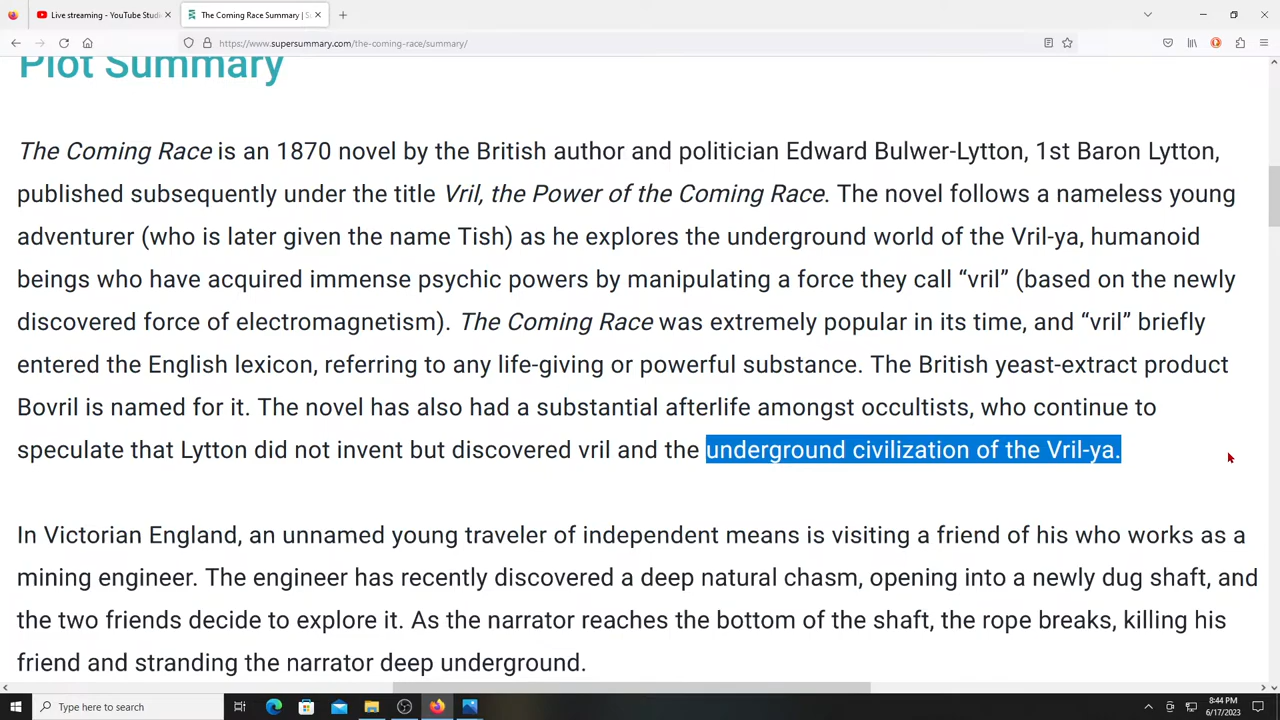 Live streaming - YouTube Studi
The Coming Race Summary | S
https://www.supersummary.com/the-coming-race/summary/
Plot Summary
The Coming Race is an 1870 novel by the British author and politician Edward Bulwer-Lytton, 1st Baron Lytton,
published subsequently under the title Vril, the Power of the Coming Race. The novel follows a nameless young
adventurer (who is later given the name Tish) as he explores the underground world of the Vril-ya, humanoid
beings who have acquired immense psychic powers by manipulating a force they call “vril” (based on the newly
discovered force of electromagnetism). The Coming Race was extremely popular in its time, and “vril” briefly
entered the English lexicon, referring to any life-giving or powerful substance. The British yeast-extract product
Bovril is named for it. The novel has also had a substantial afterlife amongst occultists, who continue to
speculate that Lytton did not invent but discovered vril and the underground civilization of the Vril-ya.
In Victorian England, an unnamed young traveler of independent means is visiting a friend of his who works as a
mining engineer. The engineer has recently discovered a deep natural chasm, opening into a newly dug shaft, and
the two friends decide to explore it. As the narrator reaches the bottom of the shaft, the rope breaks, killing his
friend and stranding the narrator deep underground.
Type here to search
8:44 PM
6/17/2023